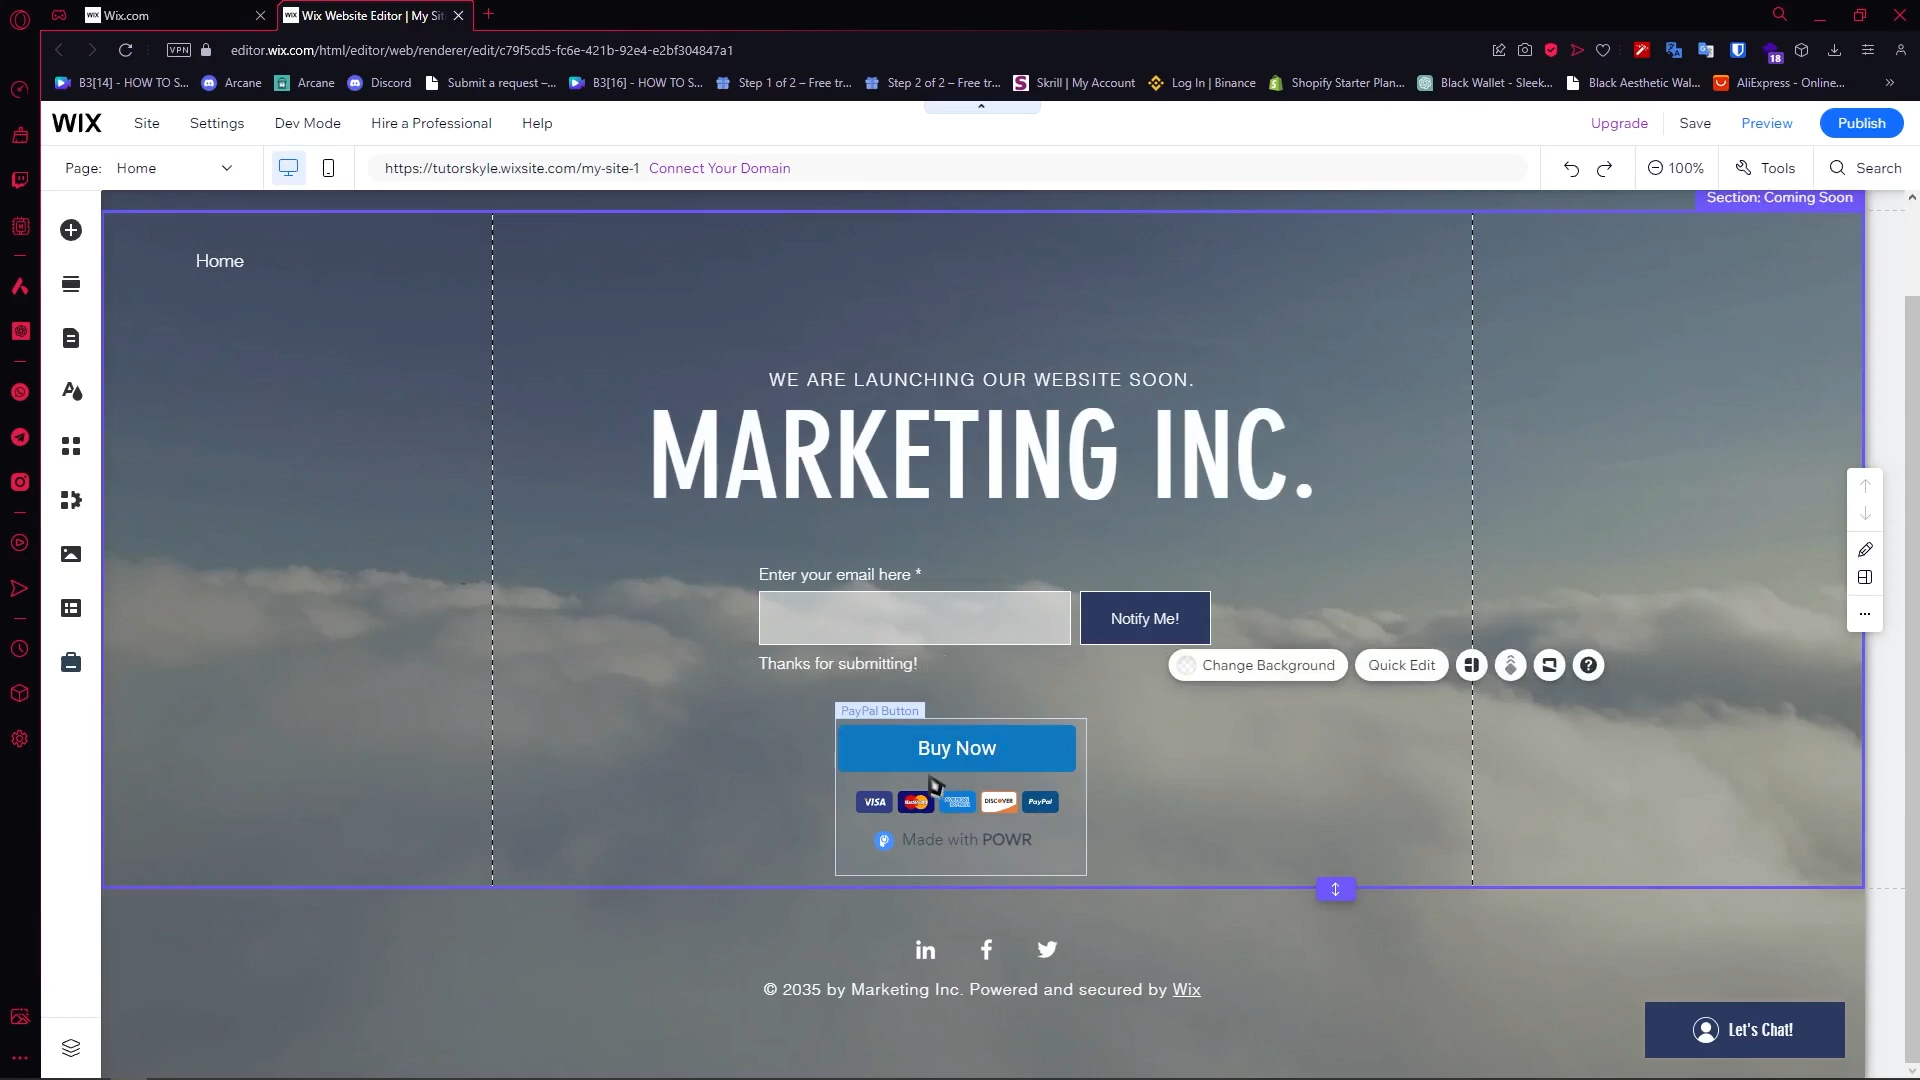 Wix.com
Wix Website Editor | My Sit
VPN
editor.wix.com/html/editor/web/renderer/edit/c79f5cd5-fc6e-421b-92e4-e2bf304847a1
18
B3[14] - HOW TO S...
Arcane
Arcane
Discord
Submit a request –...
B3[16] - HOW TO S...
Step 1 of 2 – Free tr...
Step 2 of 2 – Free tr...
Skrill | My Account
Log In | Binance
Shopify Starter Plan...
Black Wallet - Sleek...
Black Aesthetic Wal...
AliExpress - Online...
WIX
Site
Settings
Dev Mode
Hire a Professional
Help
Upgrade
Save
Preview
Publish
Page: Home
https://tutorskyle.wixsite.com/my-site-1
Connect Your Domain
100%
Tools
Search
Section: Coming Soon
Home
WE ARE LAUNCHING OUR WEBSITE SOON.
MARKETING INC.
Enter your email here *
Notify Me!
Thanks for submitting!
Change Background
Quick Edit
PayPal Button
Buy Now
VISA
DISCOVER
PayPal
Made with POWR
© 2035 by Marketing Inc. Powered and secured by Wix
Let's Chat!